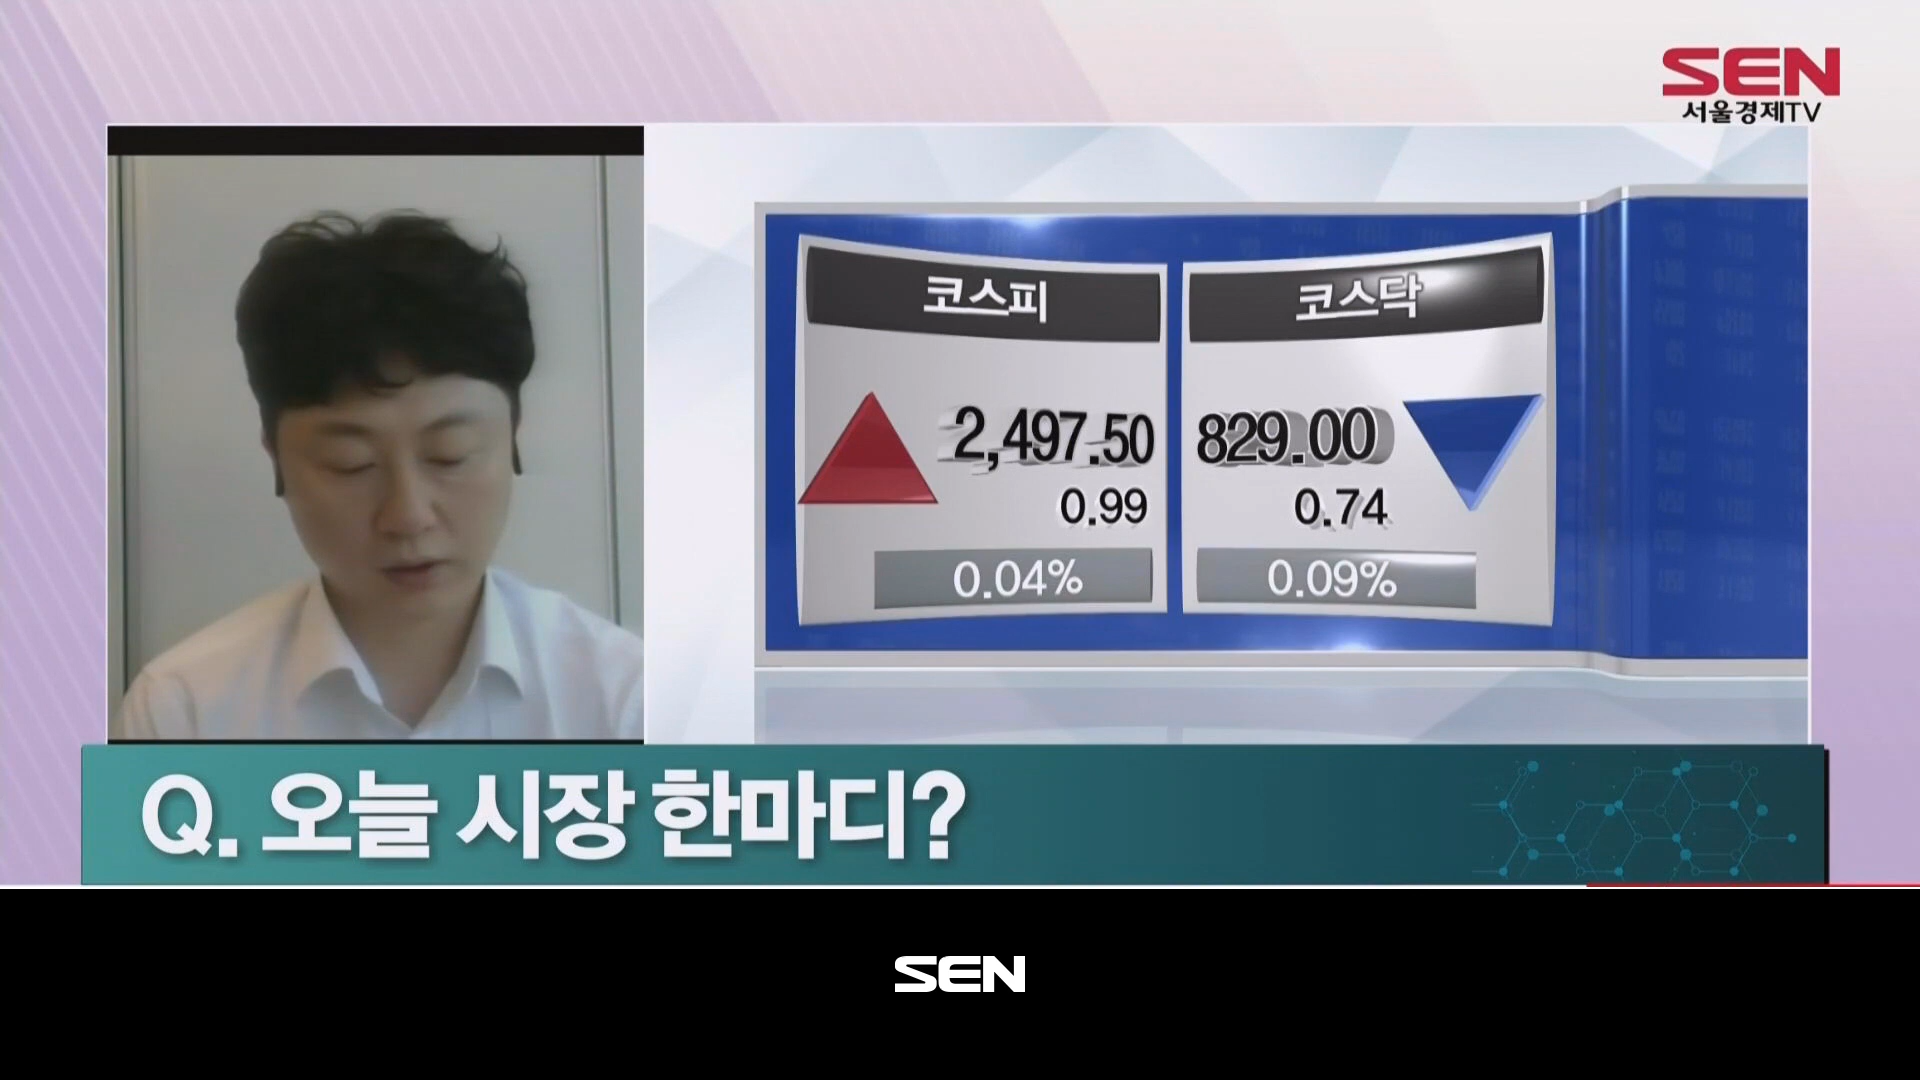 SEN
서울경제TV
코스피
2,497.50
0.99
0.04%
코스닥
829.00
0.74
0.09%
Q. 오늘 시장 한마디?
SEN